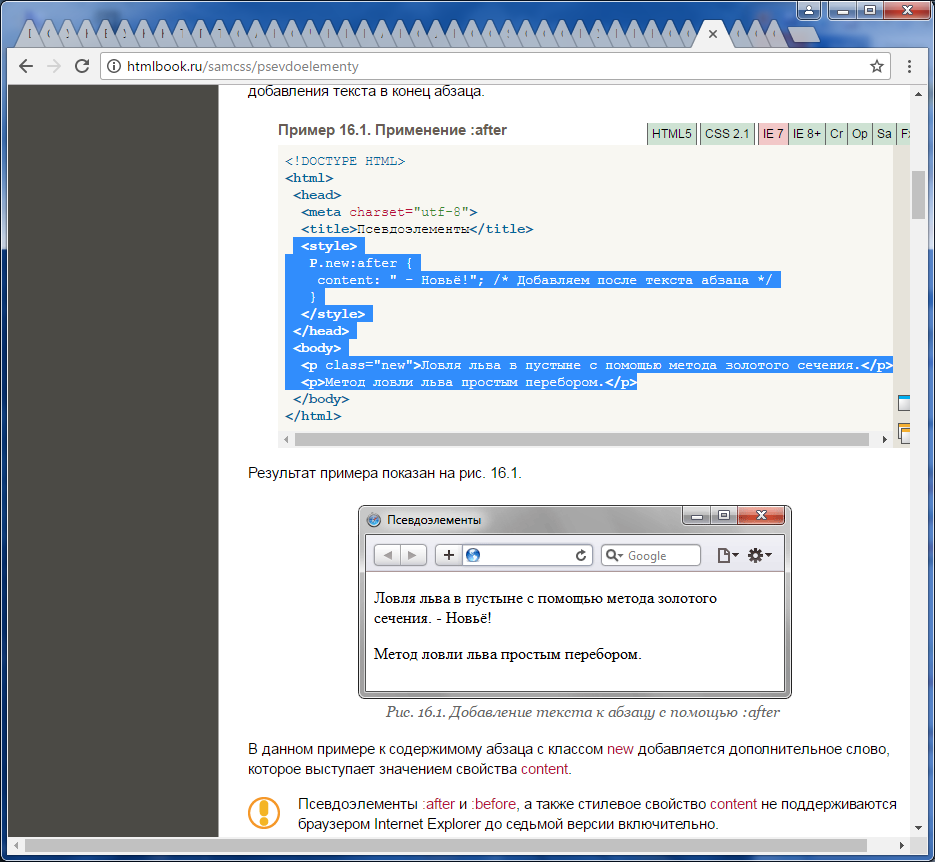 htmlbook.ru/samcss/psevdoelementy
добавления текста в конец абзаца.
Пример 16.1. Применение :after
HTML5 CSS 2.1 IE 7 IE 8+ Cr Op Sa
<!DOCTYPE HTML>
<html>
<head>
<meta charset="utf-8">
<title>Псевдоэлементы</title>
<style>
P.new:after {
content: " - Новьё!"; /* Добавляем после текста абзаца */
}
</style>
</head>
<body>
<p class="new">Ловля льва в пустыне с помощью метода золотого сечения.</p>
<p>Метод ловли льва простым перебором.</p>
</body>
</html>
Результат примера показан на рис. 16.1.
Псевдоэлементы
Google
Ловля льва в пустыне с помощью метода золотого
сечения. - Новьё!
Метод ловли льва простым перебором.
Рис. 16.1. Добавление текста к абзацу с помощью :after
В данном примере к содержимому абзаца с классом new добавляется дополнительное слово,
которое выступает значением свойства content.
Псевдоэлементы :after и :before, а также стилевое свойство content не поддерживаются
браузером Internet Explorer до седьмой версии включительно.